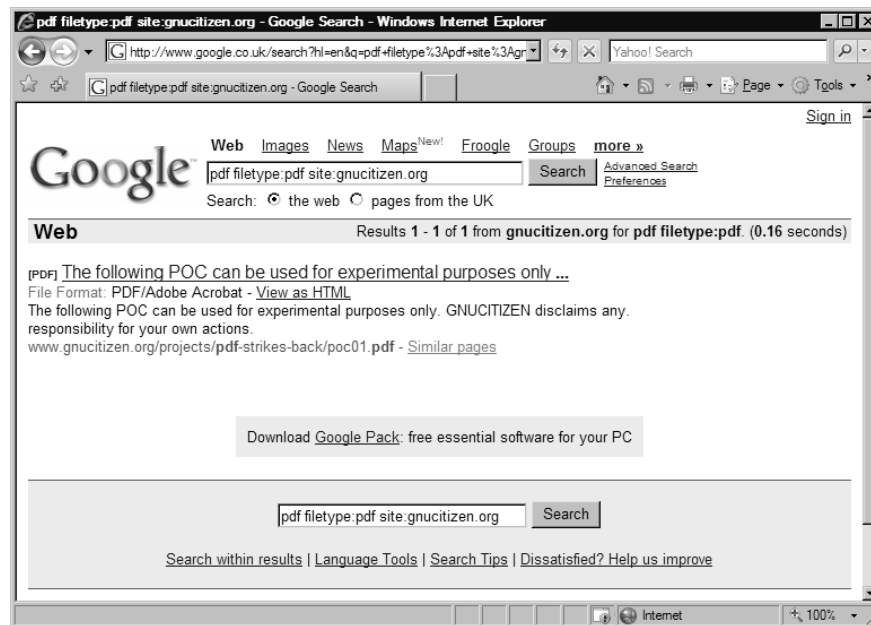 pdf filetype:pdf site:gnucitizen.org - Google Search - Windows Internet Explorer
http://www.google.co.uk/search?hl=en&q=pdf+filetype%3Apdf+site%3Agr
Yahoo! Search
pdf filetype:pdf site:gnucitizen.org - Google Search
Page Tools »
Sign in
Google™
Web Images News Maps New! Froogle Groups more »
pdf filetype:pdf site:gnucitizen.org Search Advanced Search
Preferences
Search: the web pages from the UK
Web Results 1 - 1 of 1 from gnucitizen.org for pdf filetype:pdf. (0.16 seconds)
[PDF] The following POC can be used for experimental purposes only ...
File Format: PDF/Adobe Acrobat - View as HTML
The following POC can be used for experimental purposes only. GNUCITIZEN disclaims any.
responsibility for your own actions.
www.gnucitizen.org/projects/pdf-strikes-back/poc01.pdf - Similar pages
Download Google Pack: free essential software for your PC
pdf filetype:pdf site:gnucitizen.org Search
Search within results | Language Tools | Search Tips | Dissatisfied? Help us improve
Internet 100%